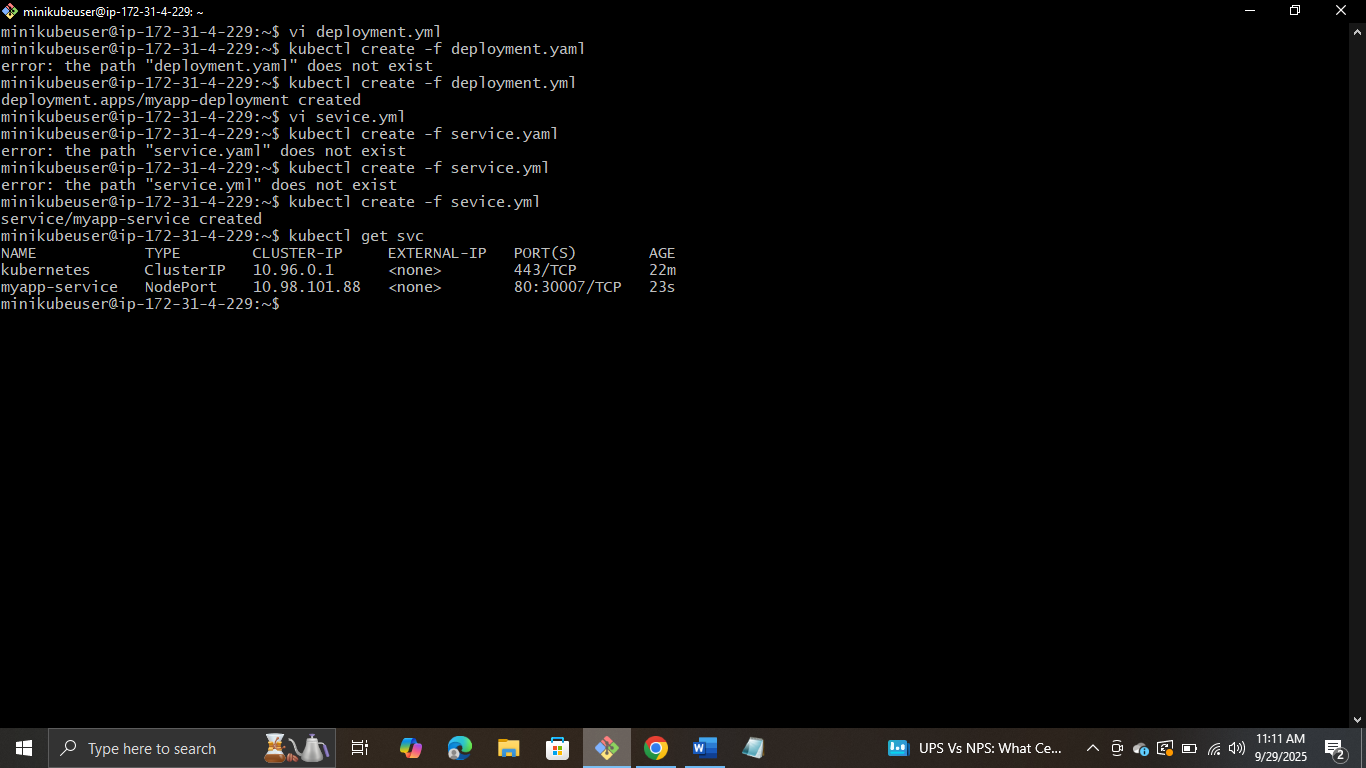 minikubeuser@ip-172-31-4-229: ~
minikubeuser@ip-172-31-4-229:~$ vi deployment.yml
minikubeuser@ip-172-31-4-229:~$ kubectl create -f deployment.yaml
error: the path "deployment.yaml" does not exist
minikubeuser@ip-172-31-4-229:~$ kubectl create -f deployment.yml
deployment.apps/myapp-deployment created
minikubeuser@ip-172-31-4-229:~$ vi sevice.yml
minikubeuser@ip-172-31-4-229:~$ kubectl create -f service.yaml
error: the path "service.yaml" does not exist
minikubeuser@ip-172-31-4-229:~$ kubectl create -f service.yml
error: the path "service.yml" does not exist
minikubeuser@ip-172-31-4-229:~$ kubectl create -f sevice.yml
service/myapp-service created
minikubeuser@ip-172-31-4-229:~$ kubectl get svc
NAME            TYPE        CLUSTER-IP     EXTERNAL-IP   PORT(S)        AGE
kubernetes      ClusterIP   10.96.0.1      <none>        443/TCP        22m
myapp-service   NodePort    10.98.101.88   <none>        80:30007/TCP   23s
minikubeuser@ip-172-31-4-229:~$
Type here to search
UPS Vs NPS: What Ce...
11:11 AM
9/29/2025
2